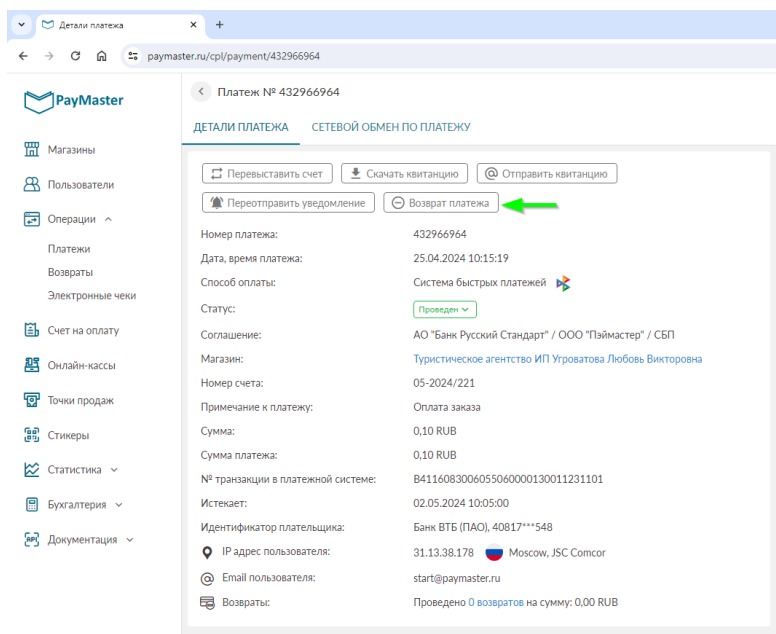 Детали платежа
paymaster.ru/cpl/payment/432966964
PayMaster
Магазины
Пользователи
Операции
Платежи
Возвраты
Электронные чеки
Счет на оплату
Онлайн-кассы
Точки продаж
Стикеры
Статистика
Бухгалтерия
API Документация
Платеж № 432966964
ДЕТАЛИ ПЛАТЕЖА СЕТЕВОЙ ОБМЕН ПО ПЛАТЕЖУ
Перевыставить счет Скачать квитанцию Отправить квитанцию
Переотправить уведомление Возврат платежа
Номер платежа: 432966964
Дата, время платежа: 25.04.2024 10:15:19
Способ оплаты: Система быстрых платежей
Статус: Проведен
Соглашение: АО "Банк Русский Стандарт" / ООО "Пэймастер" / СБП
Магазин: Туристическое агентство ИП Угроватова Любовь Викторовна
Номер счета: 05-2024/221
Примечание к платежу: Оплата заказа
Сумма: 0,10 RUB
Сумма платежа: 0,10 RUB
№ транзакции в платежной системе: B41160830060550600000130011231101
Истекает: 02.05.2024 10:05:00
Идентификатор плательщика: Банк ВТБ (ПАО), 40817***548
IP адрес пользователя: 31.13.38.178 Moscow, JSC Comcor
Email пользователя: start@paymaster.ru
Возвраты: Проведено 0 возвратов на сумму: 0,00 RUB